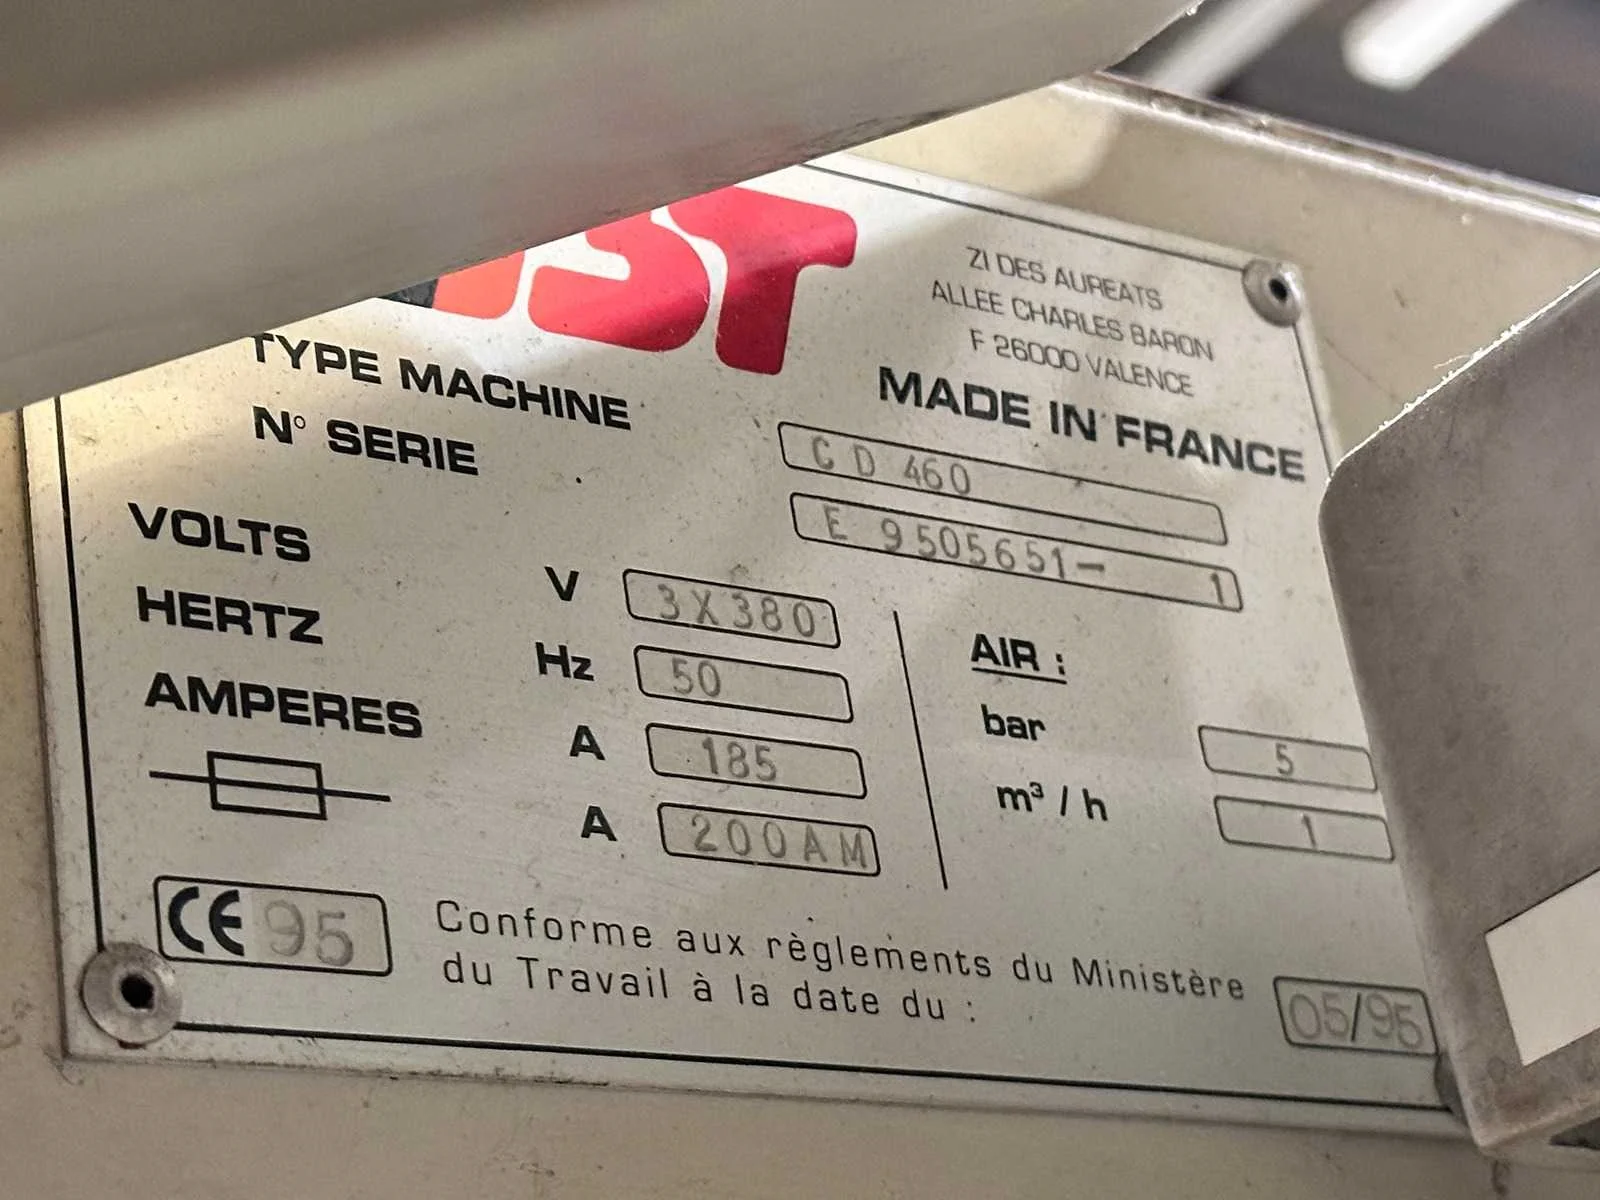 ZI DES AUREATS
ALLEE CHARLES BARON
F 26000 VALENCE
MADE IN FRANCE
TYPE MACHINE C D 460
N° SERIE E 9505651- 1
VOLTS V 3X380
HERTZ Hz 50
AMPERES A 185
A 200AM
AIR :
bar 5
m³ / h 1
CE 95
Conforme aux règlements du Ministère
du Travail à la date du : 05/95